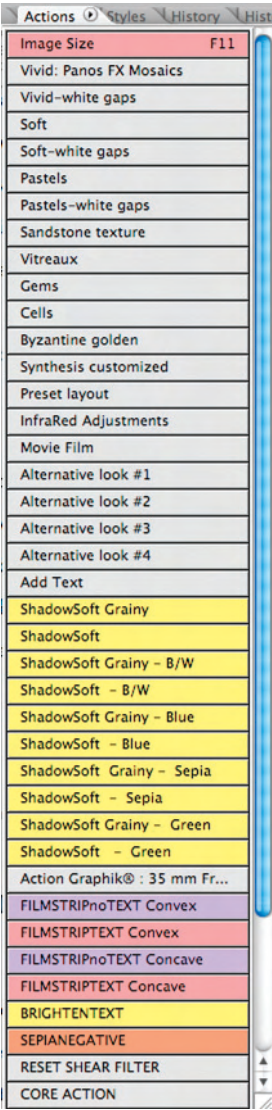 Actions Styles History Hist
Image Size F11
Vivid: Panos FX Mosaics
Vivid-white gaps
Soft
Soft-white gaps
Pastels
Pastels-white gaps
Sandstone texture
Vitreaux
Gems
Cells
Byzantine golden
Synthesis customized
Preset layout
InfraRed Adjustments
Movie Film
Alternative look #1
Alternative look #2
Alternative look #3
Alternative look #4
Add Text
ShadowSoft Grainy
ShadowSoft
ShadowSoft Grainy - B/W
ShadowSoft - B/W
ShadowSoft Grainy - Blue
ShadowSoft - Blue
ShadowSoft Grainy - Sepia
ShadowSoft - Sepia
ShadowSoft Grainy - Green
ShadowSoft - Green
Action Graphik® : 35 mm Fr...
FILMSTRIPnoTEXT Convex
FILMSTRIPTEXT Convex
FILMSTRIPnoTEXT Concave
FILMSTRIPTEXT Concave
BRIGHTENTEXT
SEPIANEGATIVE
RESET SHEAR FILTER
CORE ACTION